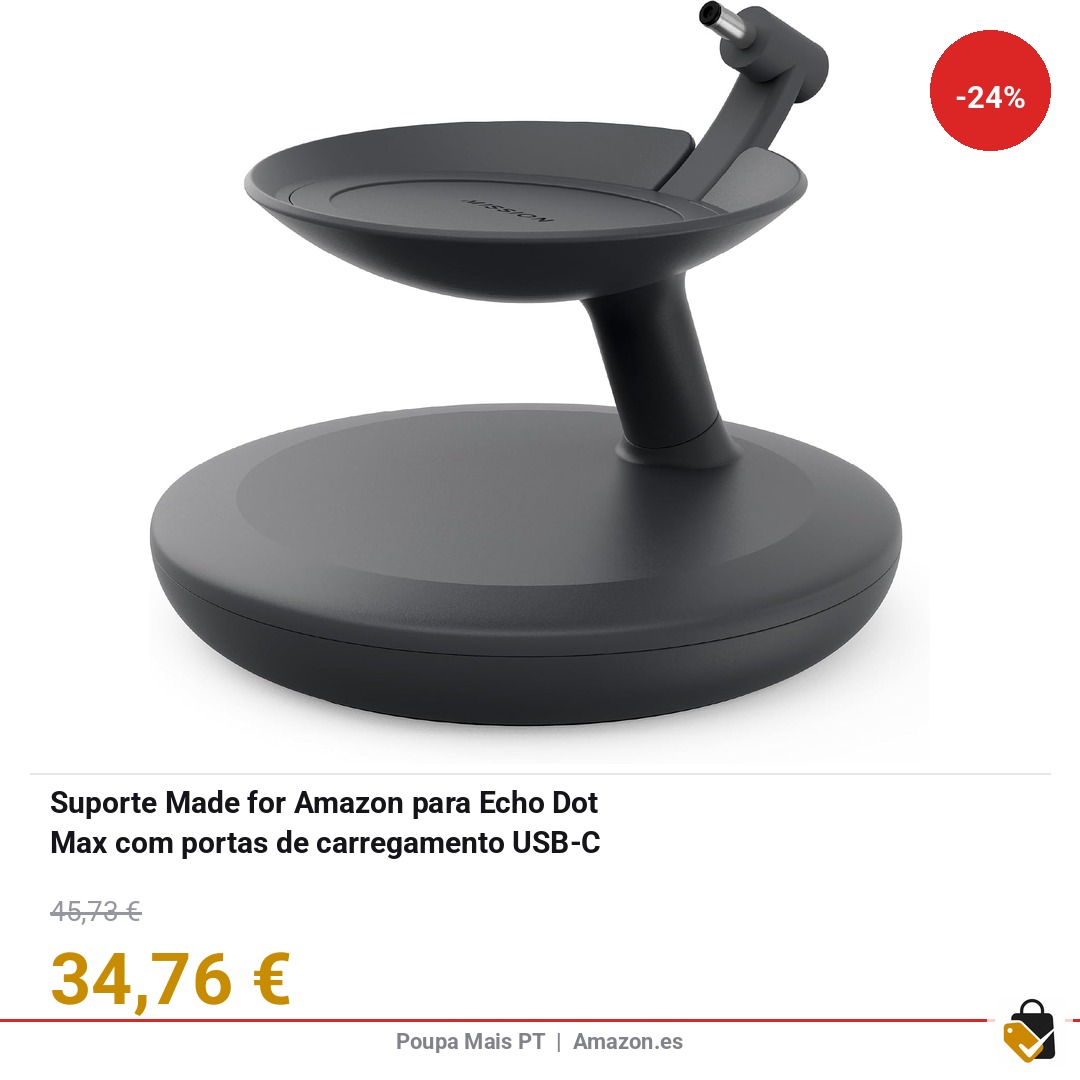 -24%
MISSION
Suporte Made for Amazon para Echo Dot
Max com portas de carregamento USB-C
45,73 €
34,76 €
Poupa Mais PT | Amazon.es